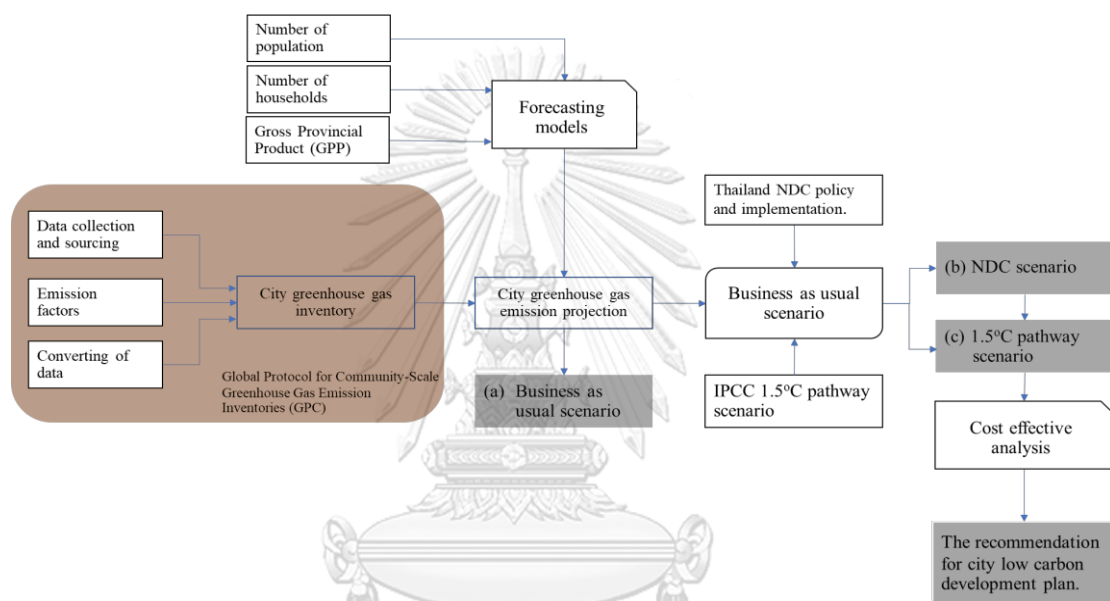 Number of
population
Number of
households
Gross Provincial
Product (GPP)
Forecasting
models
Data collection
and sourcing
Emission
factors
Converting of
data
City greenhouse gas
inventory
Global Protocol for Community-Scale
Greenhouse Gas Emission
Inventories (GPC)
City greenhouse gas
emission projection
(a) Business as
usual scenario
Thailand NDC policy
and implementation.
Business as usual
scenario
IPCC 1.5°C pathway
scenario
(b) NDC scenario
(c) 1.5°C pathway
scenario
Cost effective
analysis
The recommendation
for city low carbon
development plan.